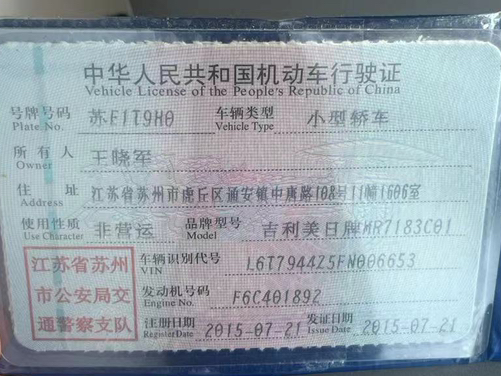 中华人民共和国机动车行驶证
Vehicle License of the People's Republic of China
号牌号码 苏F1T9H0 车辆类型 小型轿车
Plate No. Vehicle Type
所有人 王晓军
Owner
住址 江苏省苏州市虎丘区通安镇中唐路108号11幢1606室
Address
使用性质 非营运 品牌型号 吉利美日牌MR7183C01
Use Character Model
江苏省苏州 车辆识别代号 L6T7944Z5FN006653
VIN
市公安局交 发动机号码 F6C401892
Engine No.
通警察支队 注册日期 2015-07-21 发证日期 2015-07-21
Register Date Issue Date